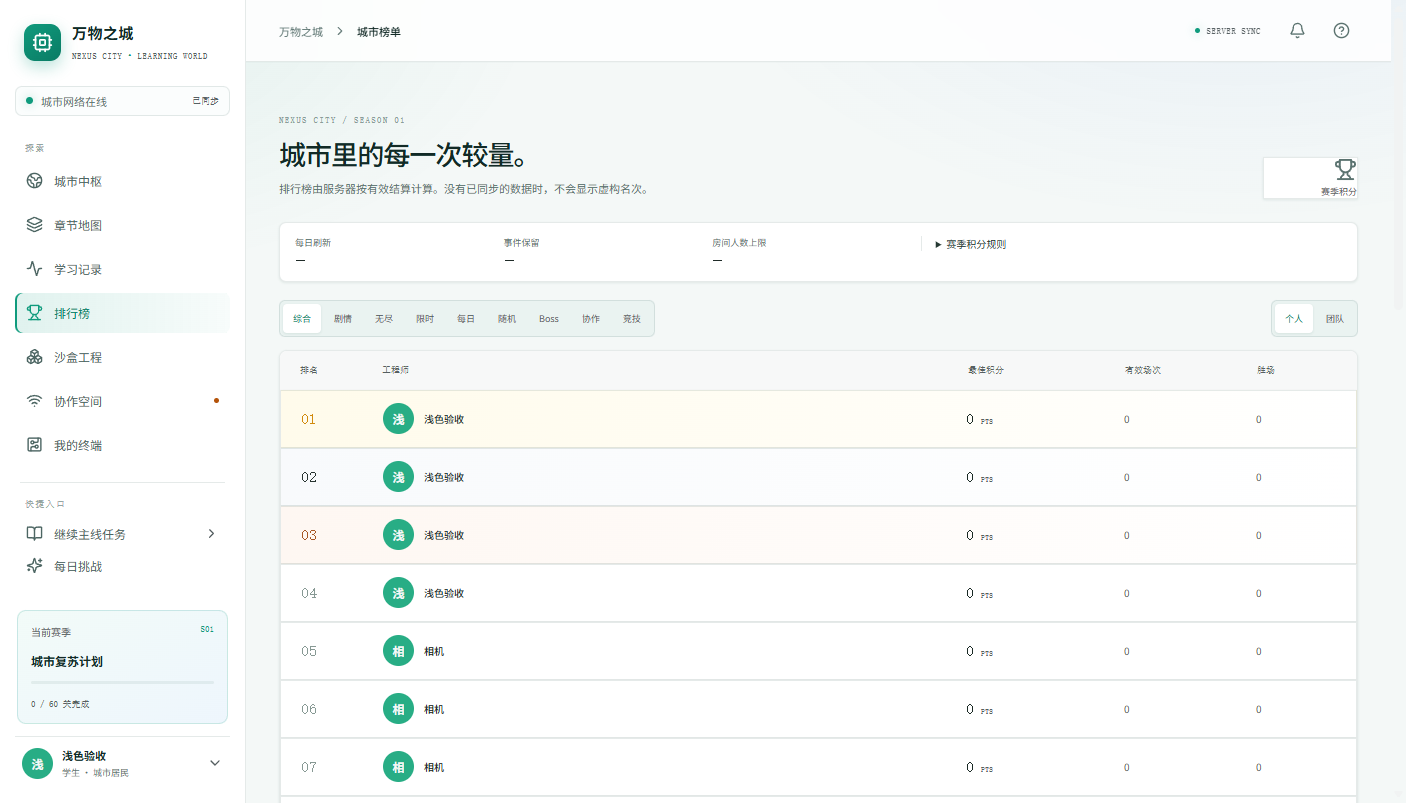 万物之城
NEXUS CITY • LEARNING WORLD
城市网络在线 已同步
探索
城市中枢
章节地图
学习记录
排行榜
沙盒工程
协作空间
我的终端
快捷入口
继续主线任务
每日挑战
当前赛季 S01
城市复苏计划
0 / 60 关完成
浅 浅色验收
学生 · 城市居民
万物之城 > 城市榜单
SERVER SYNC
NEXUS CITY / SEASON 01
城市里的每一次较量。
排行榜由服务器按有效结算计算。没有已同步的数据时，不会显示虚构名次。
赛季积分
每日刷新 事件保留 房间人数上限 ▶ 赛季积分规则
— — —
综合 剧情 无尽 限时 每日 随机 Boss 协作 竞技 个人 团队
排名 工程师 最佳积分 有效场次 胜场
01 浅 浅色验收 0 PTS 0 0
02 浅 浅色验收 0 PTS 0 0
03 浅 浅色验收 0 PTS 0 0
04 浅 浅色验收 0 PTS 0 0
05 相 相机 0 PTS 0 0
06 相 相机 0 PTS 0 0
07 相 相机 0 PTS 0 0